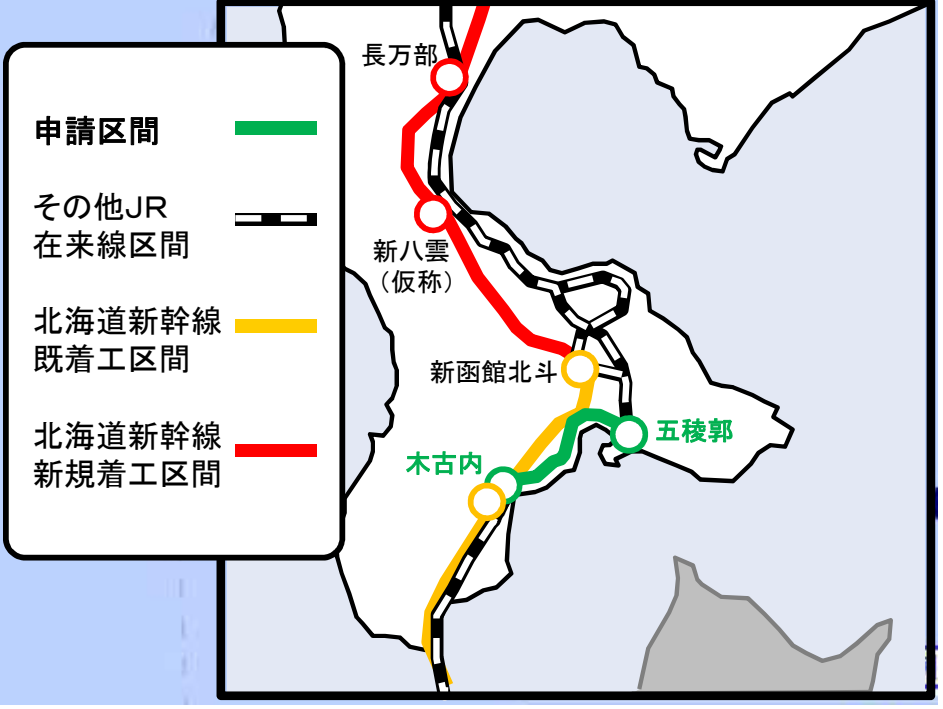 申請区間
その他JR
在来線区間
北海道新幹線
既着工区間
北海道新幹線
新規着工区間
長万部
新八雲
（仮称）
新函館北斗
五稜郭
木古内